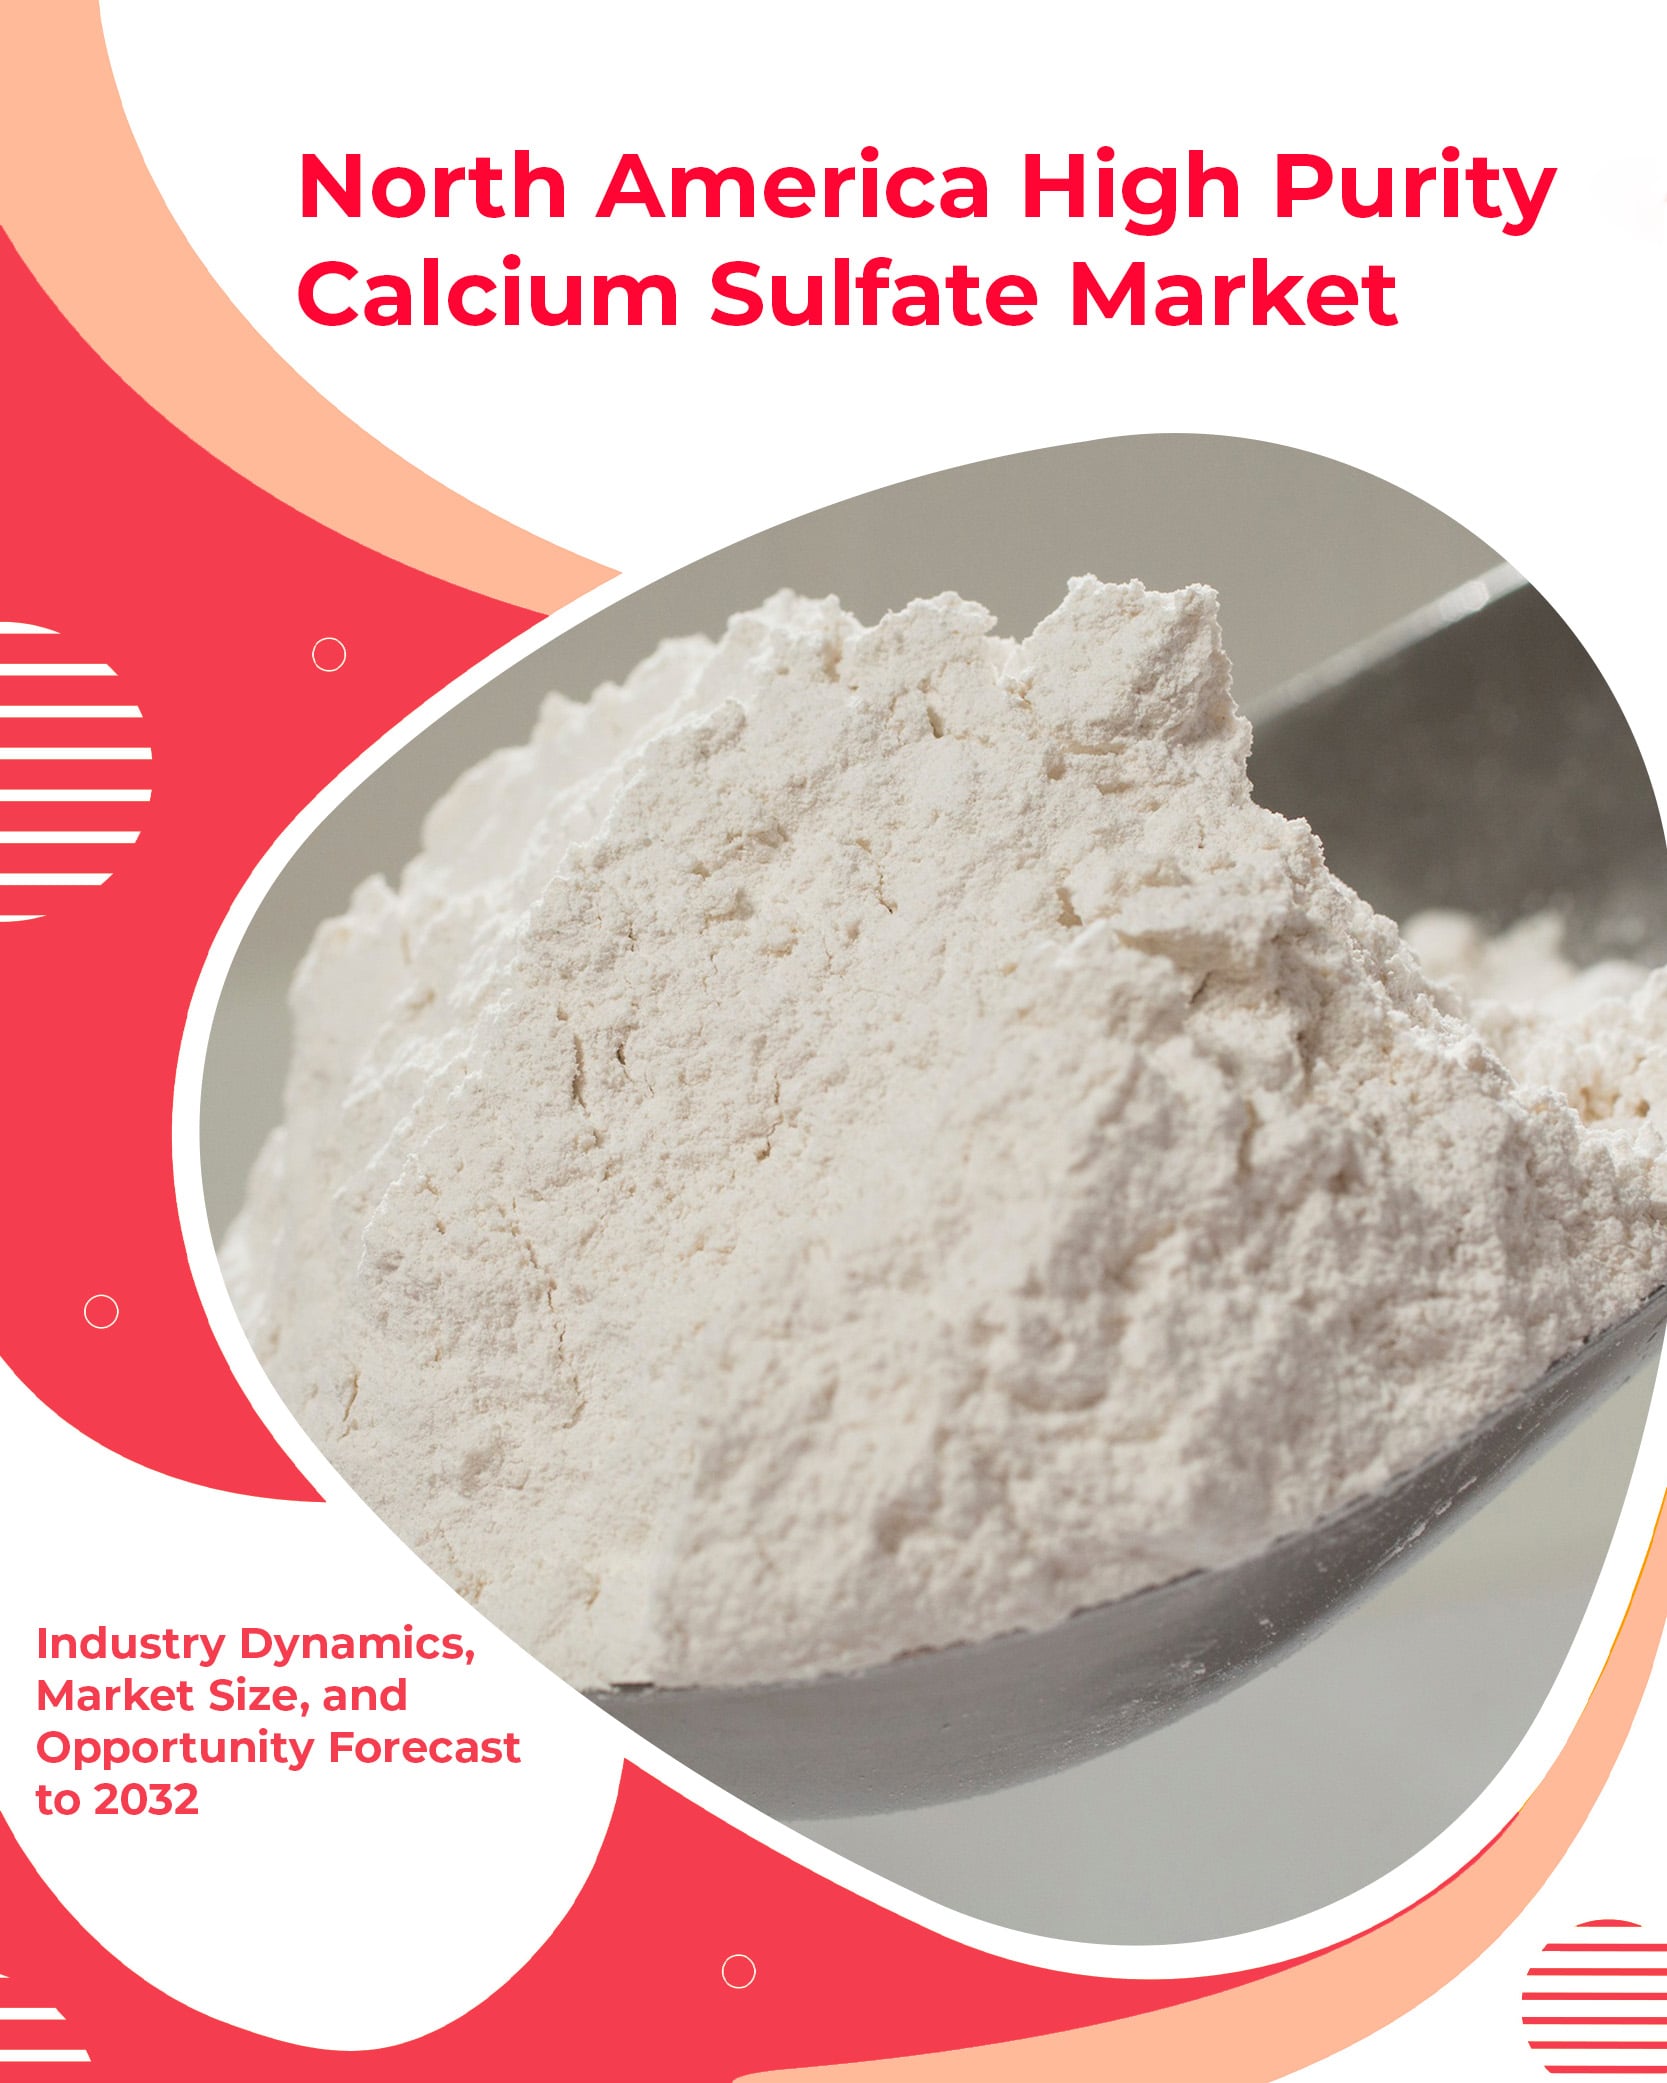 North America High Purity
Calcium Sulfate Market
Industry Dynamics,
Market Size, and
Opportunity Forecast
to 2032